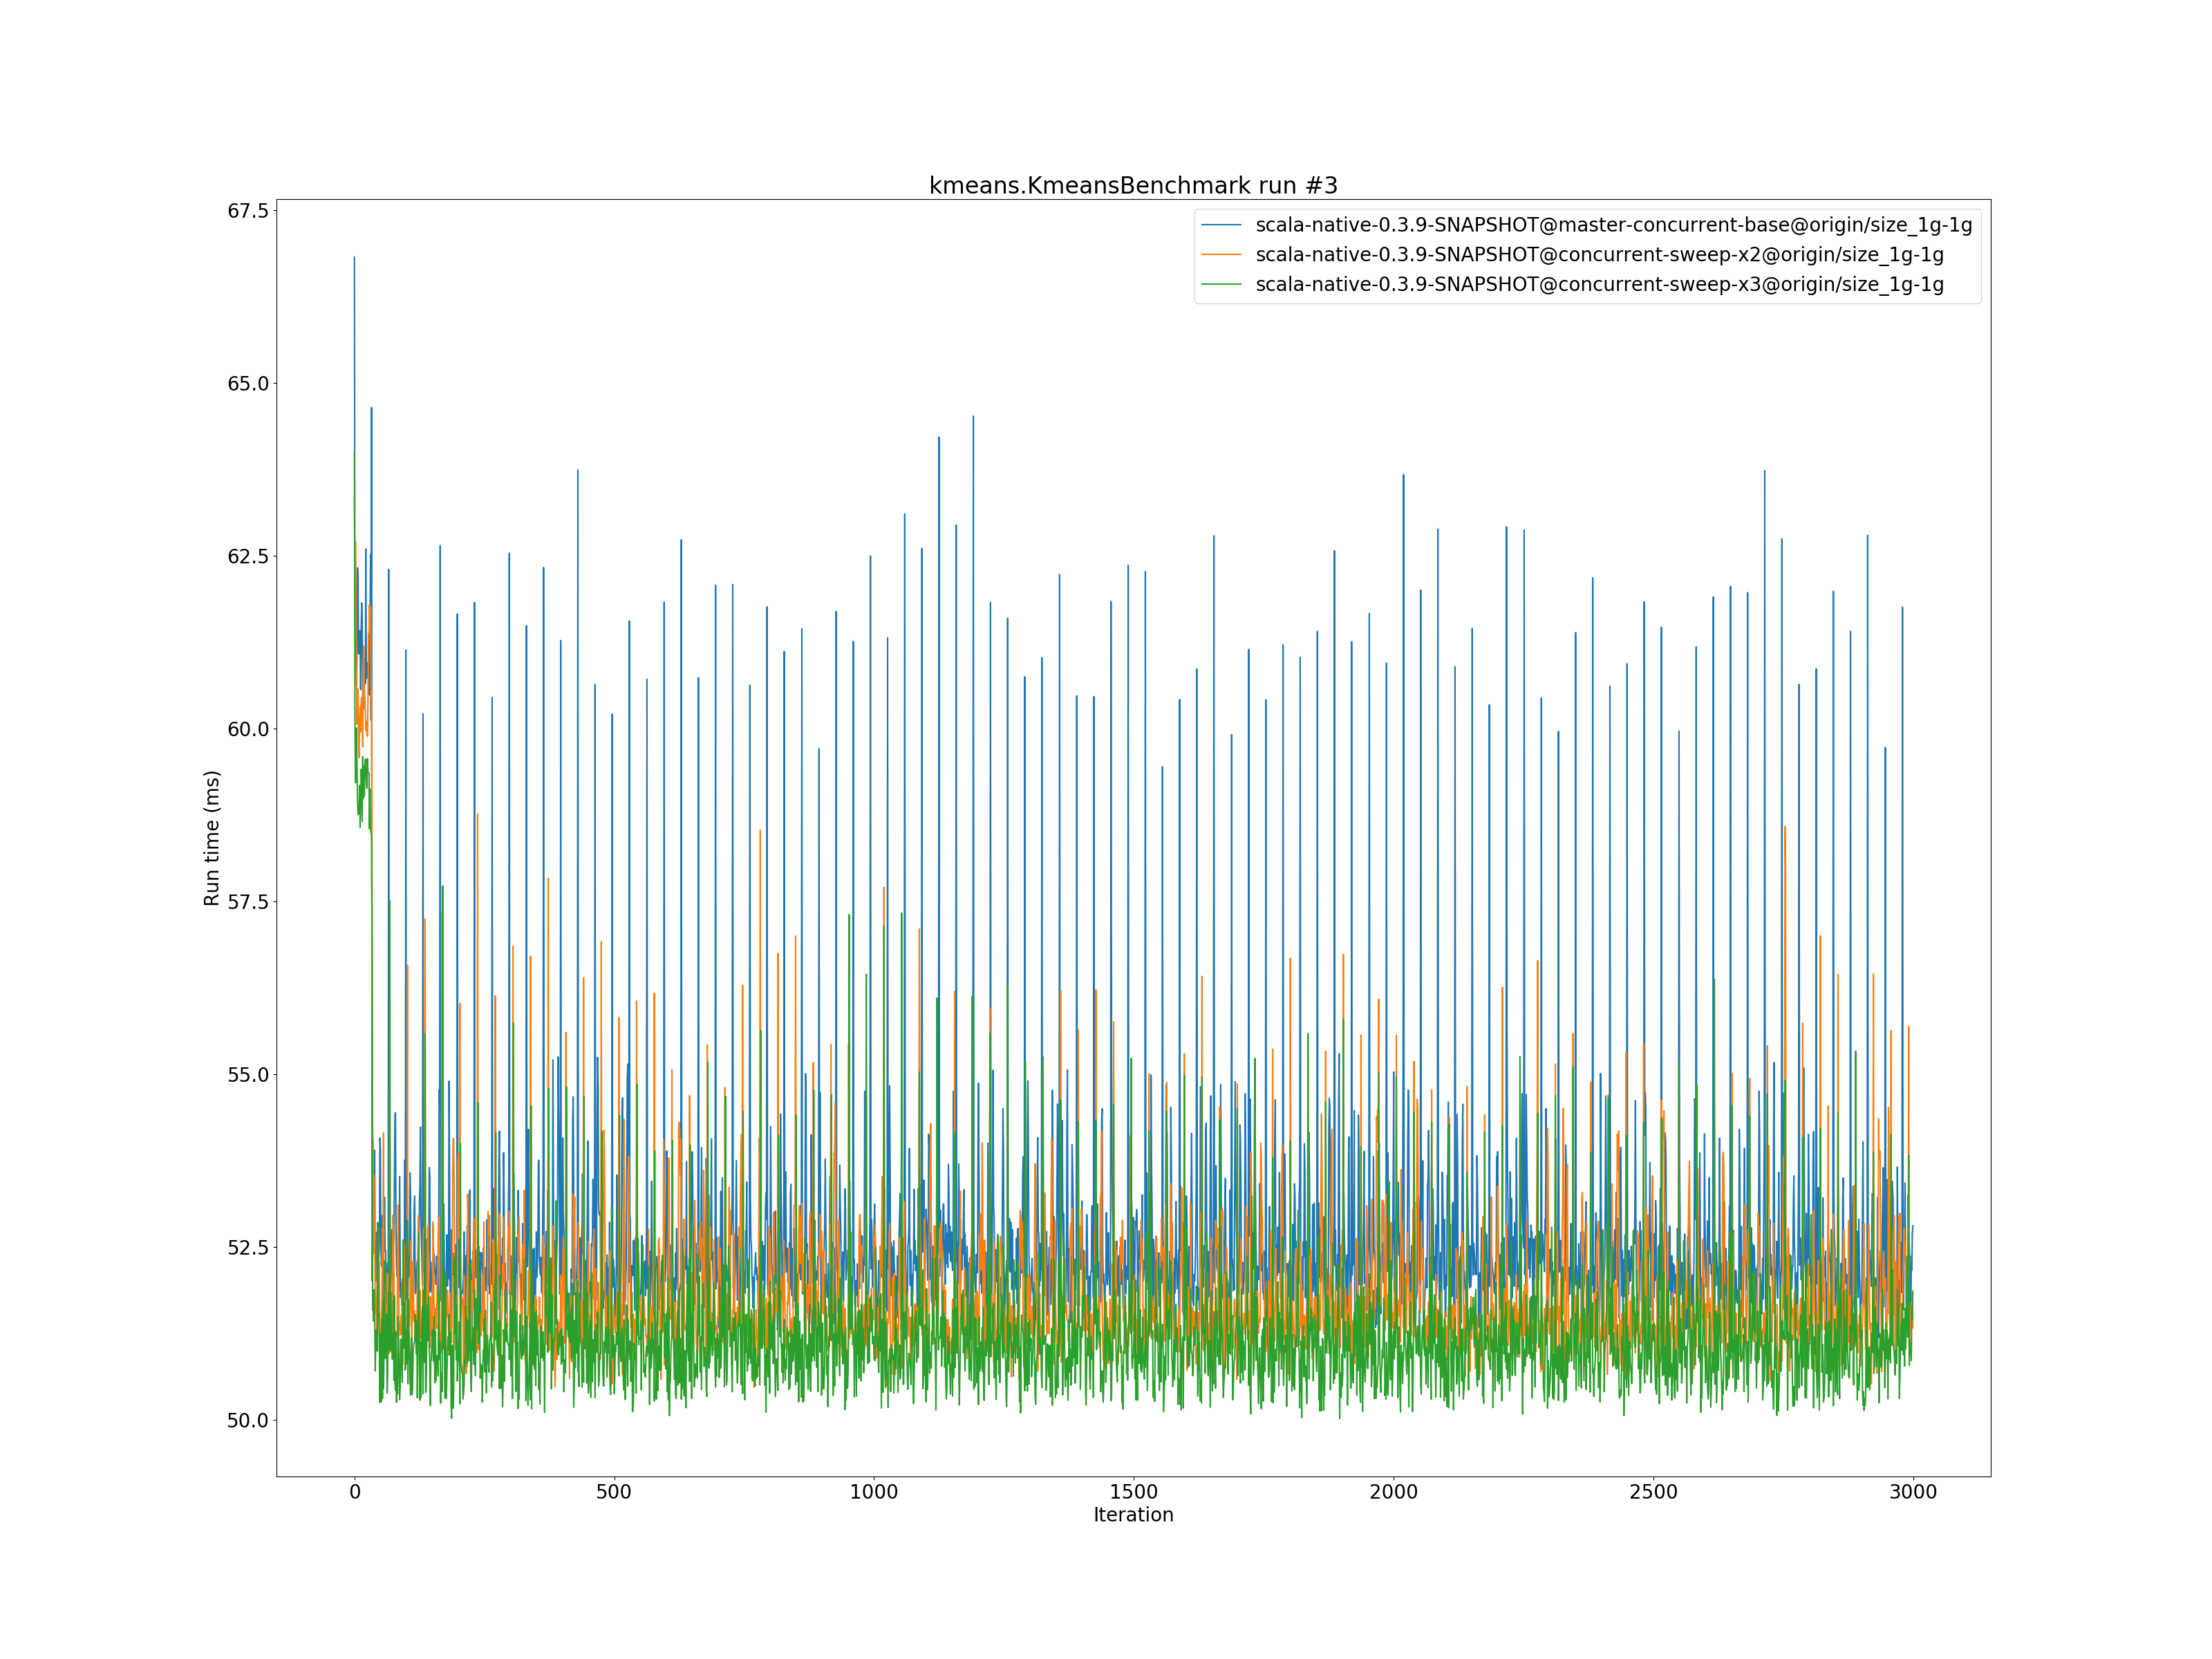 kmeans.KmeansBenchmark run #3
scala-native-0.3.9-SNAPSHOT@master-concurrent-base@origin/size_1g-1g
scala-native-0.3.9-SNAPSHOT@concurrent-sweep-x2@origin/size_1g-1g
scala-native-0.3.9-SNAPSHOT@concurrent-sweep-x3@origin/size_1g-1g
67.5
65.0
62.5
60.0
57.5
55.0
52.5
50.0
Run time (ms)
0 500 1000 1500 2000 2500 3000
Iteration